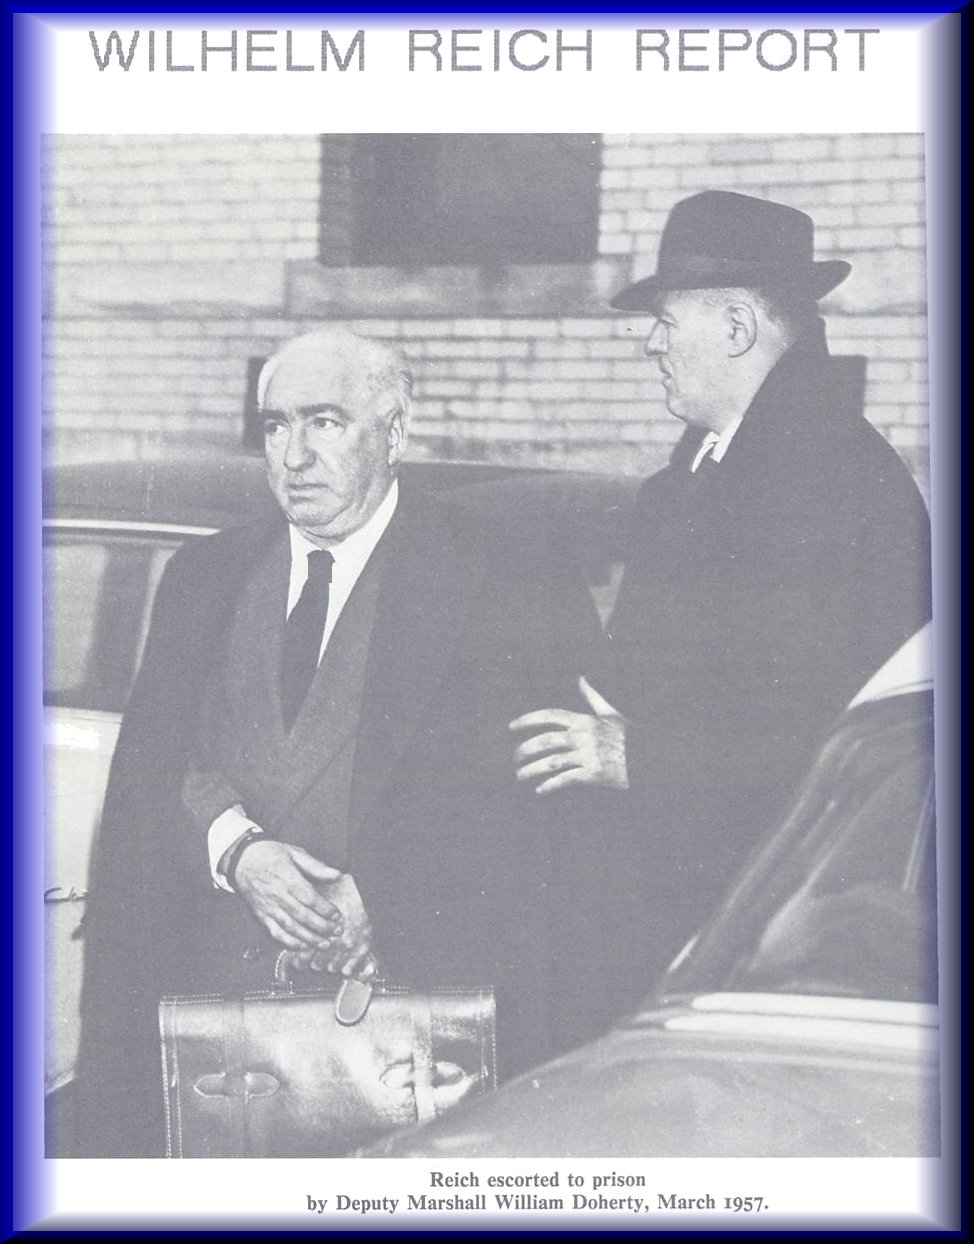 WILHELM REICH REPORT
Reich escorted to prison
by Deputy Marshall William Doherty, March 1957.